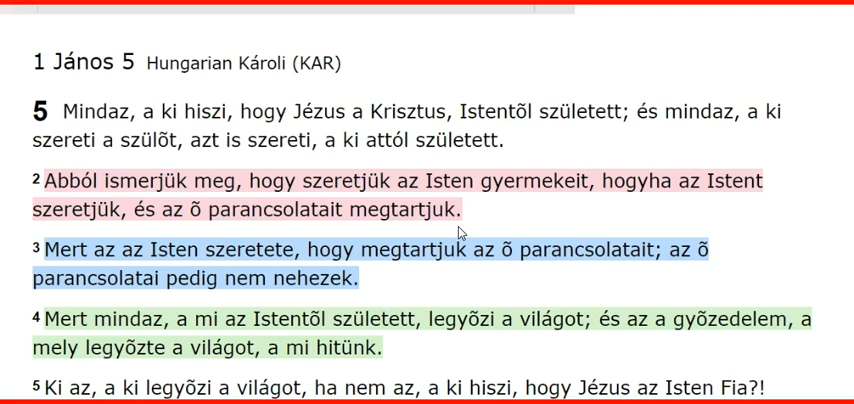 1 János 5 Hungarian Károli (KAR)
5 Mindaz, a ki hiszi, hogy Jézus a Krisztus, Istentõl született; és mindaz, a ki
szereti a szülõt, azt is szereti, a ki attól született.
2 Abból ismerjük meg, hogy szeretjük az Isten gyermekeit, hogyha az Istent
szeretjük, és az õ parancsolatait megtartjuk.
3 Mert az az Isten szeretete, hogy megtartjuk az õ parancsolatait; az õ
parancsolatai pedig nem nehezek.
4 Mert mindaz, a mi az Istentõl született, legyõzi a világot; és az a gyõzedelem, a
mely legyõzte a világot, a mi hitünk.
5 Ki az, a ki legyõzi a világot, ha nem az, a ki hiszi, hogy Jézus az Isten Fia?!